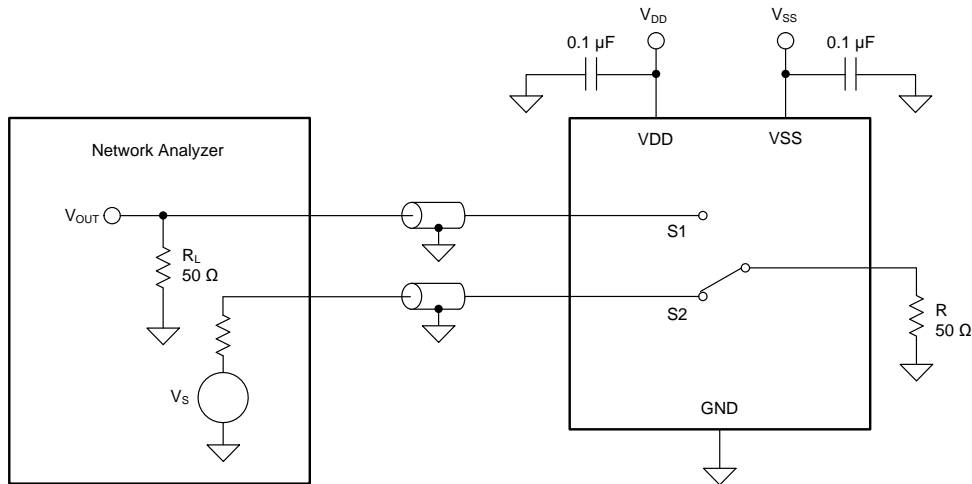 V_DD
V_SS
0.1 µF
0.1 µF
VDD
VSS
Network Analyzer
V_OUT
S1
R_L
50 Ω
S2
R
50 Ω
V_S
GND